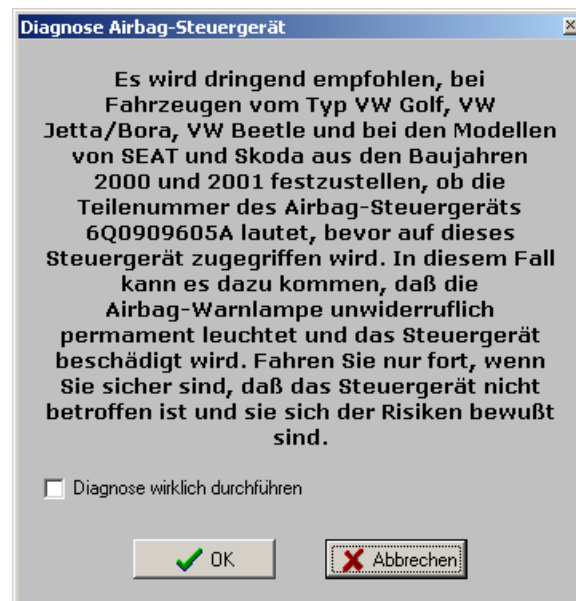 Diagnose Airbag-Steuergerät
Es wird dringend empfohlen, bei
Fahrzeugen vom Typ VW Golf, VW
Jetta/Bora, VW Beetle und bei den Modellen
von SEAT und Skoda aus den Baujahren
2000 und 2001 festzustellen, ob die
Teilenummer des Airbag-Steuergeräts
6Q0909605A lautet, bevor auf dieses
Steuergerät zugegriffen wird. In diesem Fall
kann es dazu kommen, daß die
Airbag-Warnlampe unwiderruflich
permament leuchtet und das Steuergerät
beschädigt wird. Fahren Sie nur fort, wenn
Sie sicher sind, daß das Steuergerät nicht
betroffen ist und sie sich der Risiken bewußt
sind.
Diagnose wirklich durchführen
OK
Abbrechen